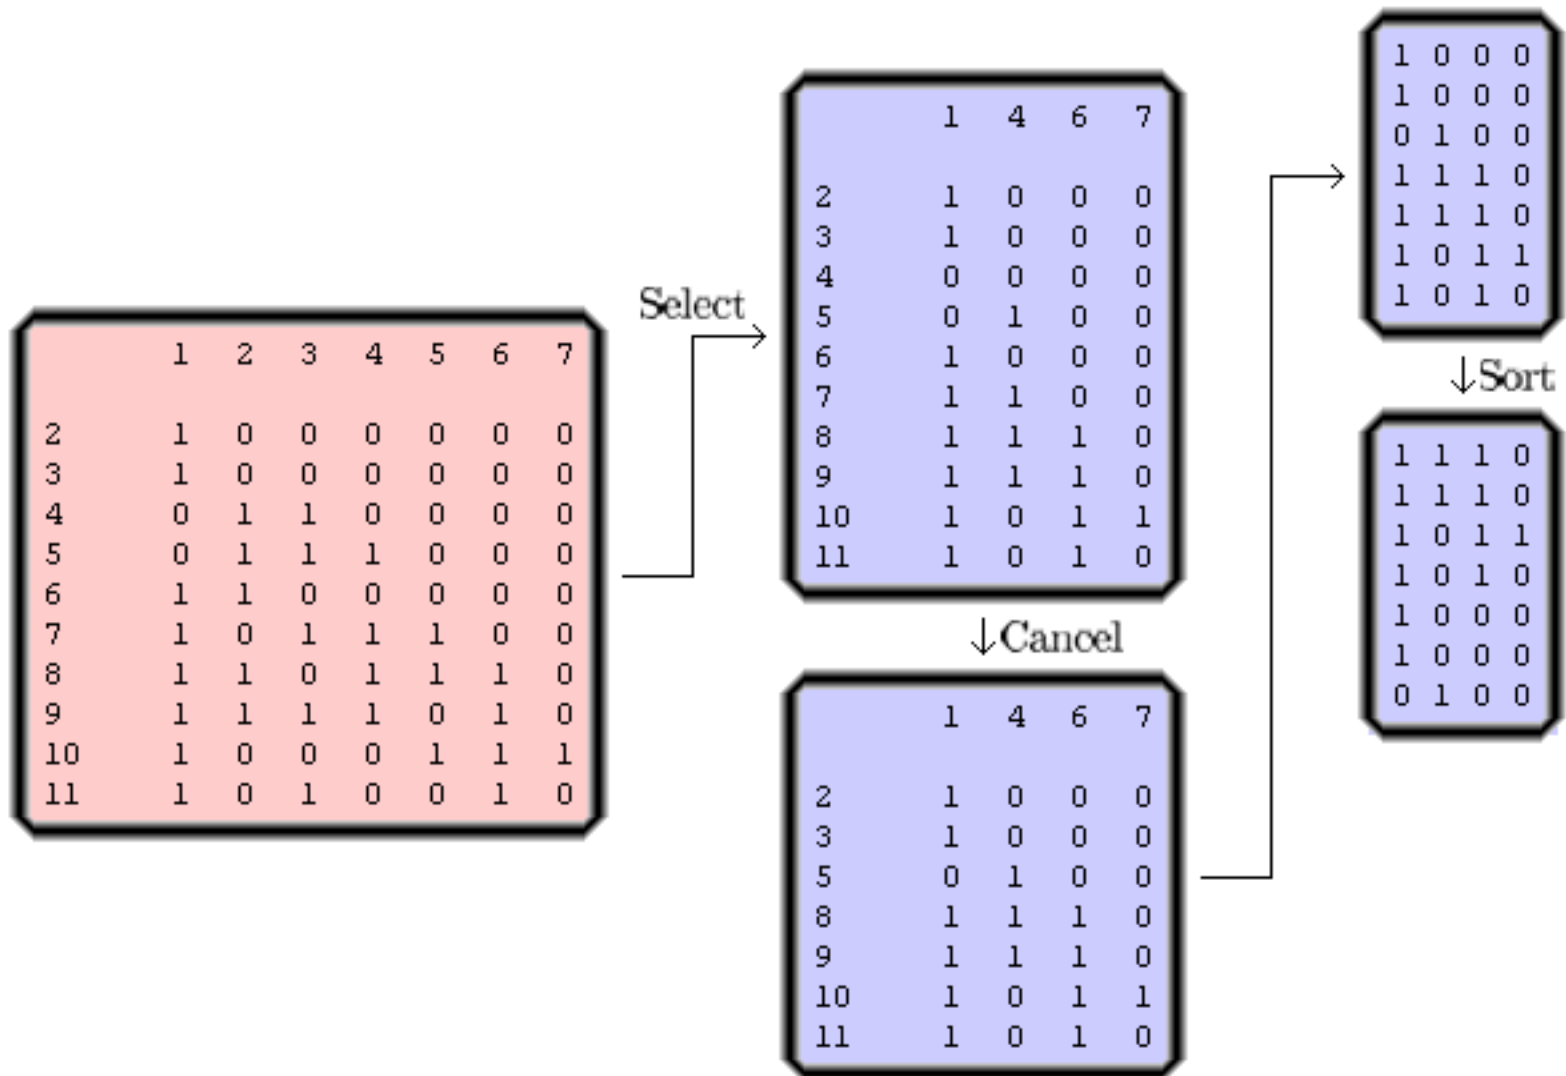 1 2 3 4 5 6 7
2 1 0 0 0 0 0 0
3 1 0 0 0 0 0 0
4 0 1 1 0 0 0 0
5 0 1 1 1 0 0 0
6 1 1 0 0 0 0 0
7 1 0 1 1 1 0 0
8 1 1 0 1 1 1 0
9 1 1 1 1 0 1 0
10 1 0 0 0 1 1 1
11 1 0 1 0 0 1 0
Select
1 4 6 7
2 1 0 0 0
3 1 0 0 0
4 0 0 0 0
5 0 1 0 0
6 1 0 0 0
7 1 1 0 0
8 1 1 1 0
9 1 1 1 0
10 1 0 1 1
11 1 0 1 0
↓Cancel
1 4 6 7
2 1 0 0 0
3 1 0 0 0
5 0 1 0 0
8 1 1 1 0
9 1 1 1 0
10 1 0 1 1
11 1 0 1 0
1 0 0 0
1 0 0 0
0 1 0 0
1 1 1 0
1 1 1 0
1 0 1 1
1 0 1 0
↓Sort
1 1 1 0
1 1 1 0
1 0 1 1
1 0 1 0
1 0 0 0
1 0 0 0
0 1 0 0